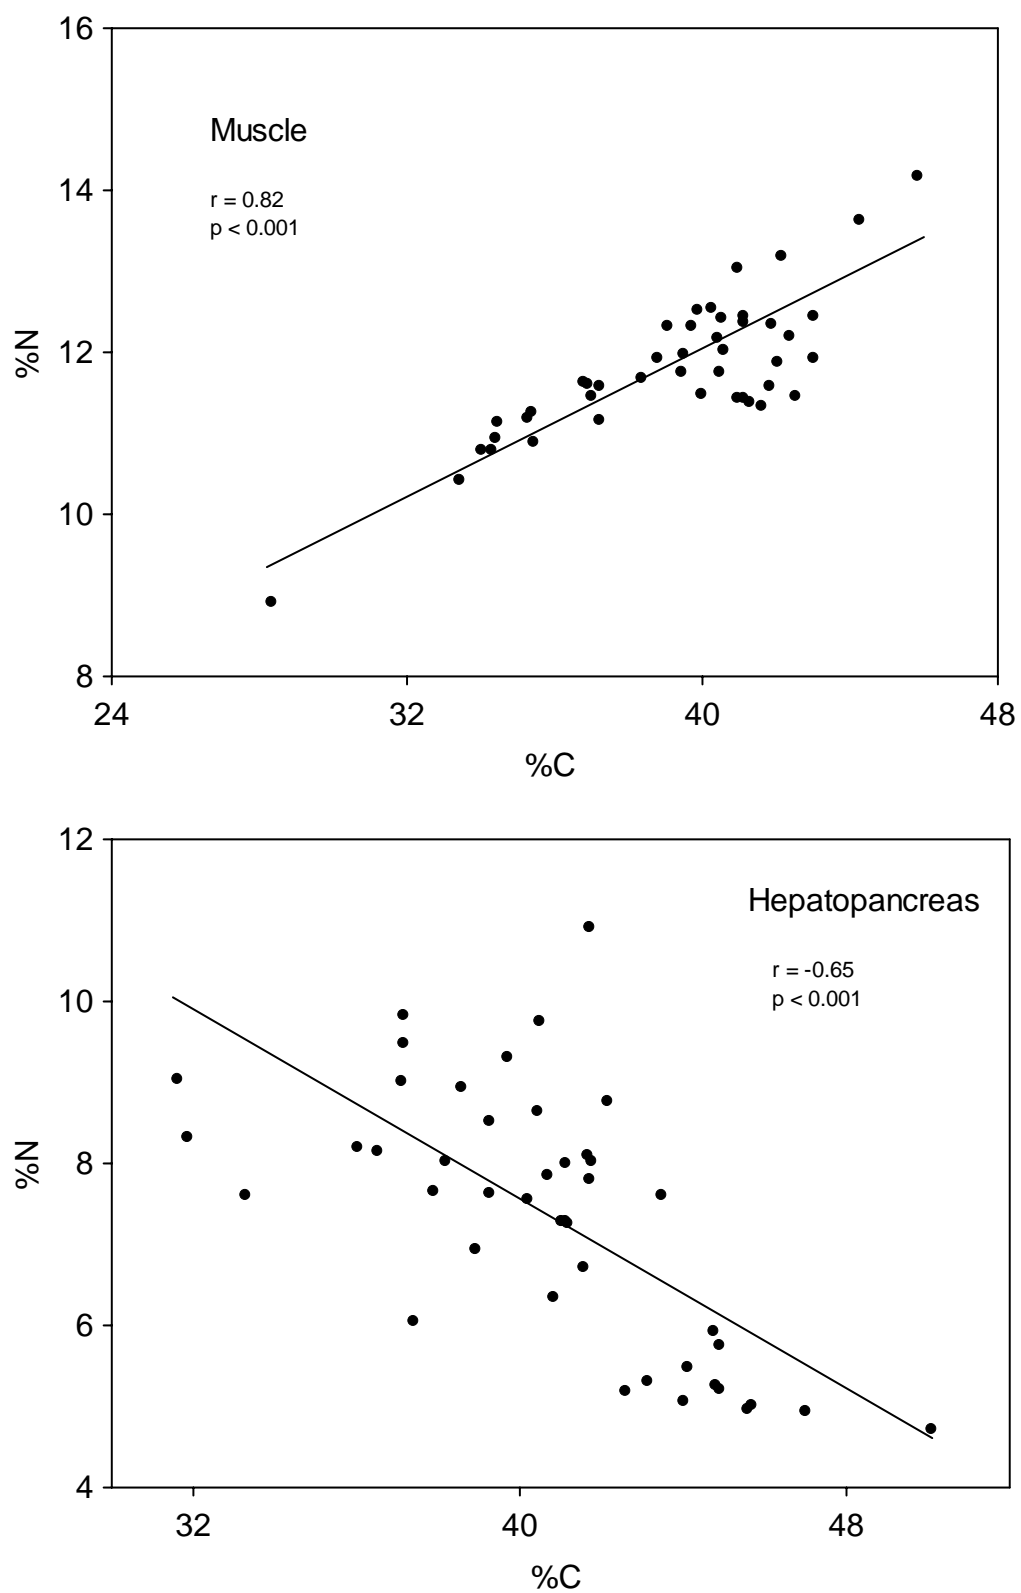 16
Muscle
14
r = 0.82
p < 0.001
%N
12
10
8
24 32 40 48
%C
12
Hepatopancreas
r = -0.65
p < 0.001
10
%N
8
6
4
32 40 48
%C